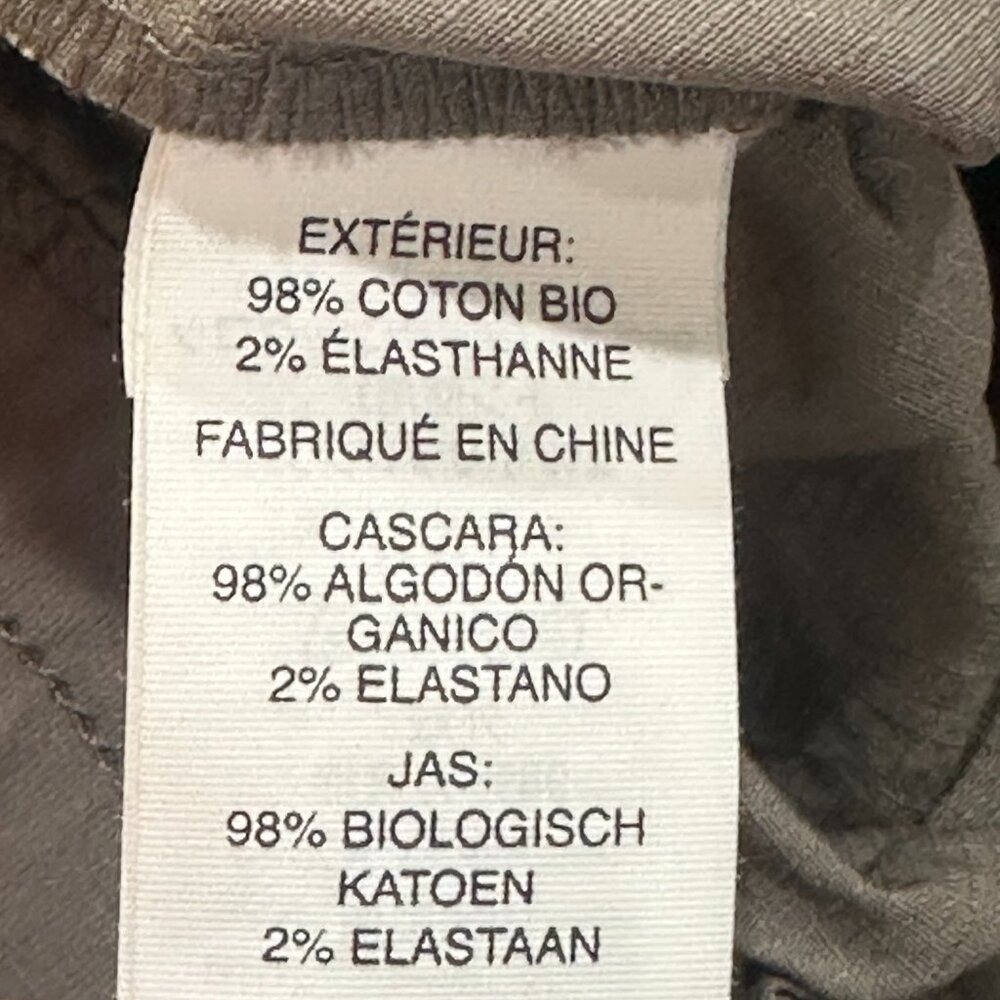 EXTÉRIEUR:
98% COTON BIO
2% ÉLASTHANNE
FABRIQUÉ EN CHINE
CASCARA:
98% ALGODÓN OR-
GANICO
2% ELASTANO
JAS:
98% BIOLOGISCH
KATOEN
2% ELASTAAN